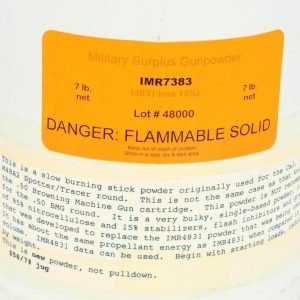 Military Surplus Gunpowder
7 lb.
net
IMR7383
(4831 less 15%)
7 lb.
net
Lot # 48000
DANGER: FLAMMABLE SOLID
Keep out of reach of children
Store in a cool, dry & dark area
This is a slow burning stick powder originally used for the Cal.
M48A2 Spotter/Tracer round. This is not the same case as that
the .50 Browning Machine Gun cartridge. This powder is not
the .50 BMG round. It is a very bulky, single-based powder
of 85% nitrocellulose and 15% stabilizers, flash inhibitors and
was developed to replace the IMR4831 powder that was being
It has about the same propellant energy as IMR4831 when compared
volume. IMR4831 data can be used. Begin with starting loads,
by weight.
This is new powder, not pulldown.
$56/7# jug